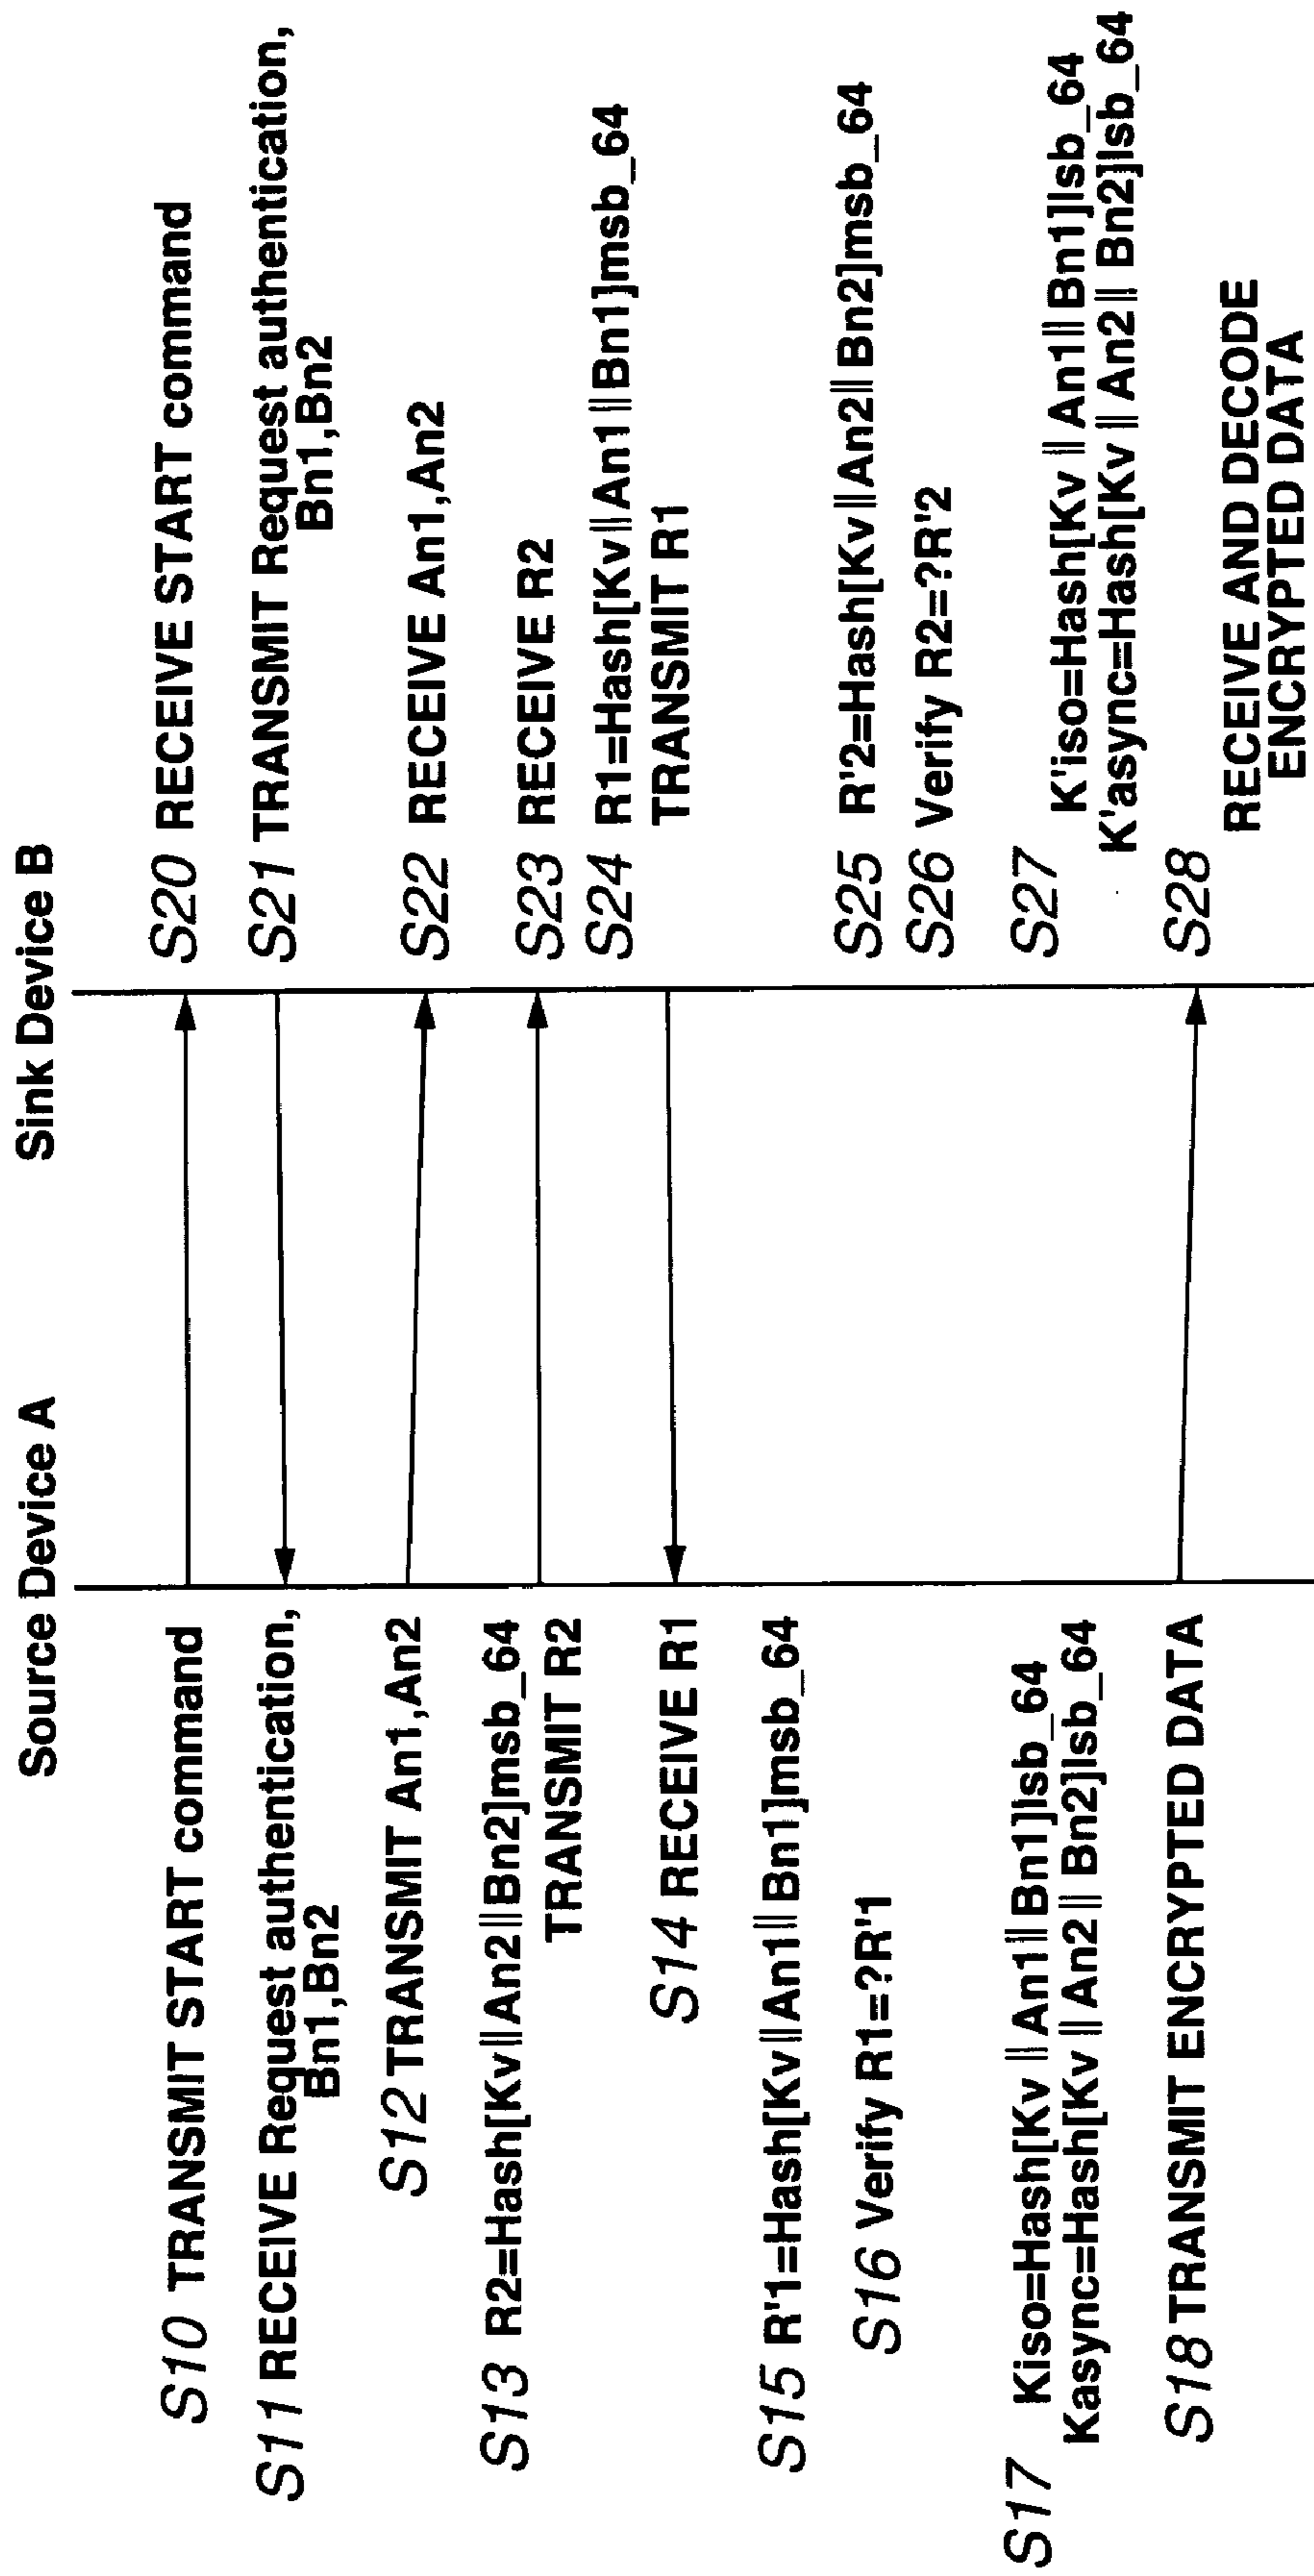 Source Device A
Sink Device B
S10 TRANSMIT START command
S11 RECEIVE Request authentication,
Bn1,Bn2
S12 TRANSMIT An1,An2
S13 R2=Hash[Kv||An2||Bn2]msb_64
TRANSMIT R2
S14 RECEIVE R1
S15 R'1=Hash[Kv||An1||Bn1]msb_64
S16 Verify R1=?R'1
S17 Kiso=Hash[Kv || An1||Bn1]lsb_64
Kasync=Hash[Kv || An2|| Bn2]lsb_64
S18 TRANSMIT ENCRYPTED DATA
S20 RECEIVE START command
S21 TRANSMIT Request authentication,
Bn1,Bn2
S22 RECEIVE An1,An2
S23 RECEIVE R2
S24 R1=Hash[Kv||An1||Bn1]msb_64
TRANSMIT R1
S25 R'2=Hash[Kv||An2||Bn2]msb_64
S26 Verify R2=?R'2
S27 K'iso=Hash[Kv || An1|| Bn1]lsb_64
K'async=Hash[Kv || An2 || Bn2]lsb_64
S28 RECEIVE AND DECODE
ENCRYPTED DATA